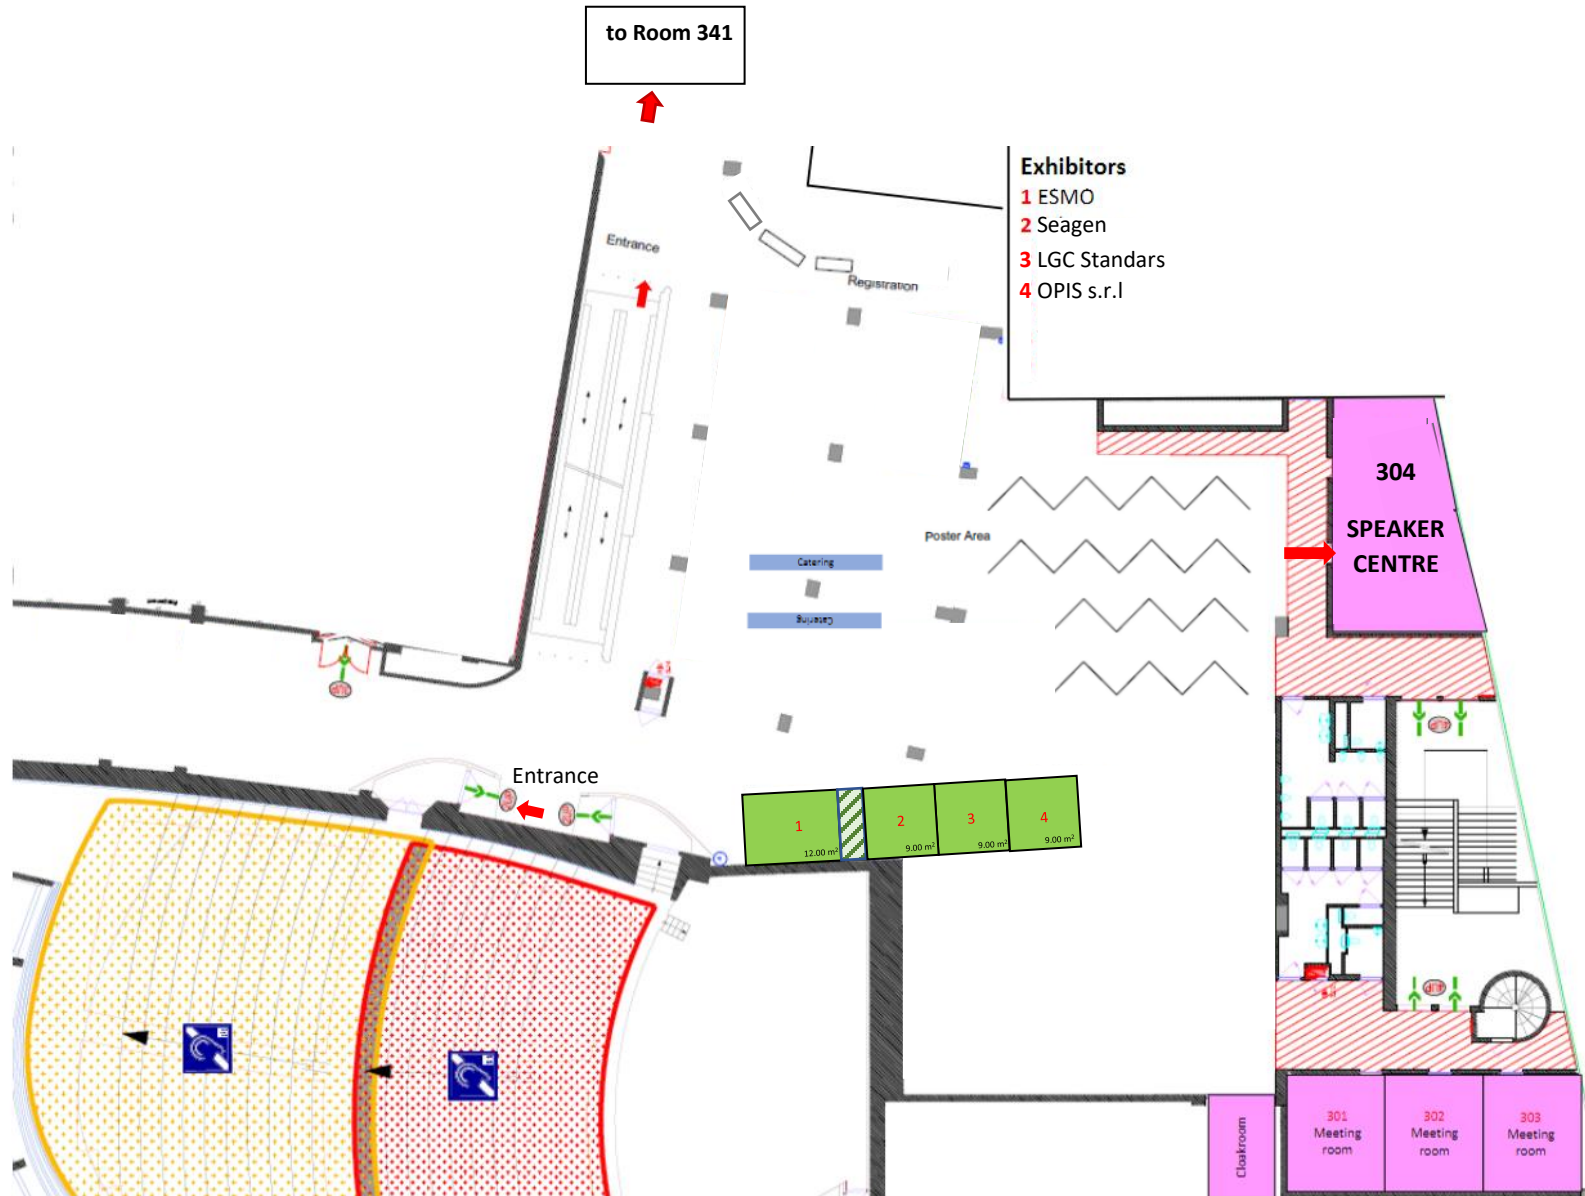 to Room 341
Exhibitors
1 ESMO
2 Seagen
3 LGC Standars
4 OPIS s.r.l
Entrance
Registration
304
SPEAKER
CENTRE
Poster Area
Catering
Catering
Entrance
1
12.00 m²
2
9.00 m²
3
9.00 m²
4
9.00 m²
Cloakroom
301
Meeting
room
302
Meeting
room
303
Meeting
room